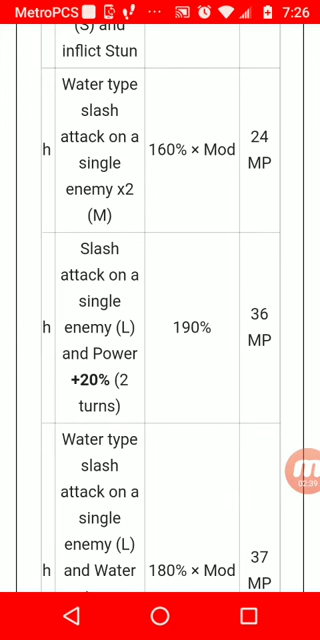 MetroPCS ... 7:26
(S) and
inflict Stun
Water type
slash
attack on a
single
enemy x2
(M)
h
160% × Mod
24
MP
Slash
attack on a
single
enemy (L)
and Power
+20% (2
turns)
h
190%
36
MP
Water type
slash
attack on a
single
enemy (L)
and Water
h
180% × Mod
37
MP
02:39